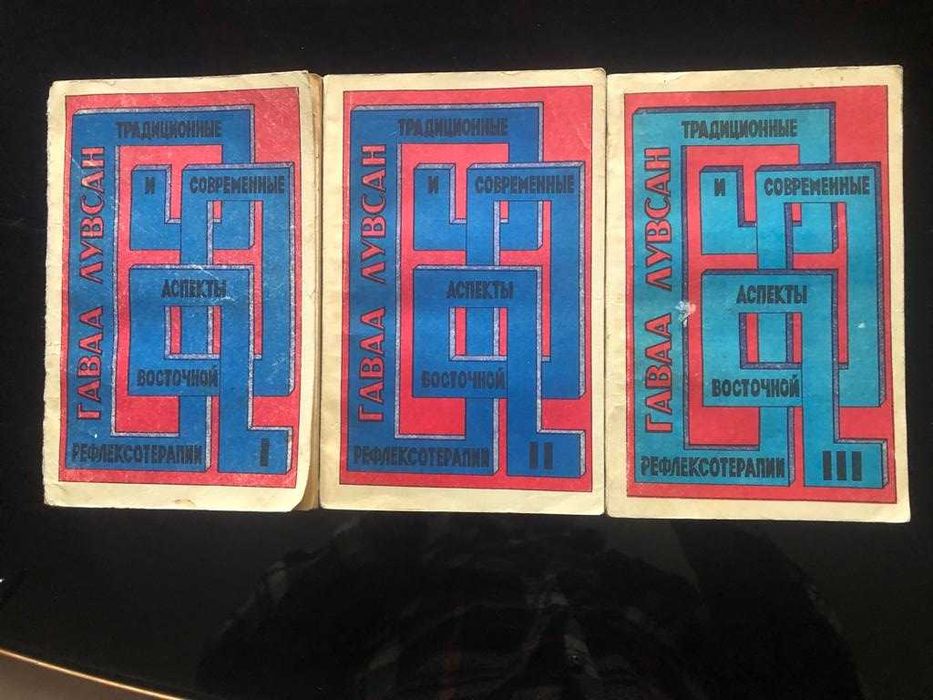 ГАВАА ЛУВСАН
ТРАДИЦИОННЫЕ
И СОВРЕМЕННЫЕ
АСПЕКТЫ
ВОСТОЧНОЙ
РЕФЛЕКСОТЕРАПИИ I
ГАВАА ЛУВСАН
ТРАДИЦИОННЫЕ
И СОВРЕМЕННЫЕ
АСПЕКТЫ
ВОСТОЧНОЙ
РЕФЛЕКСОТЕРАПИИ II
ГАВАА ЛУВСАН
ТРАДИЦИОННЫЕ
И СОВРЕМЕННЫЕ
АСПЕКТЫ
ВОСТОЧНОЙ
РЕФЛЕКСОТЕРАПИИ III